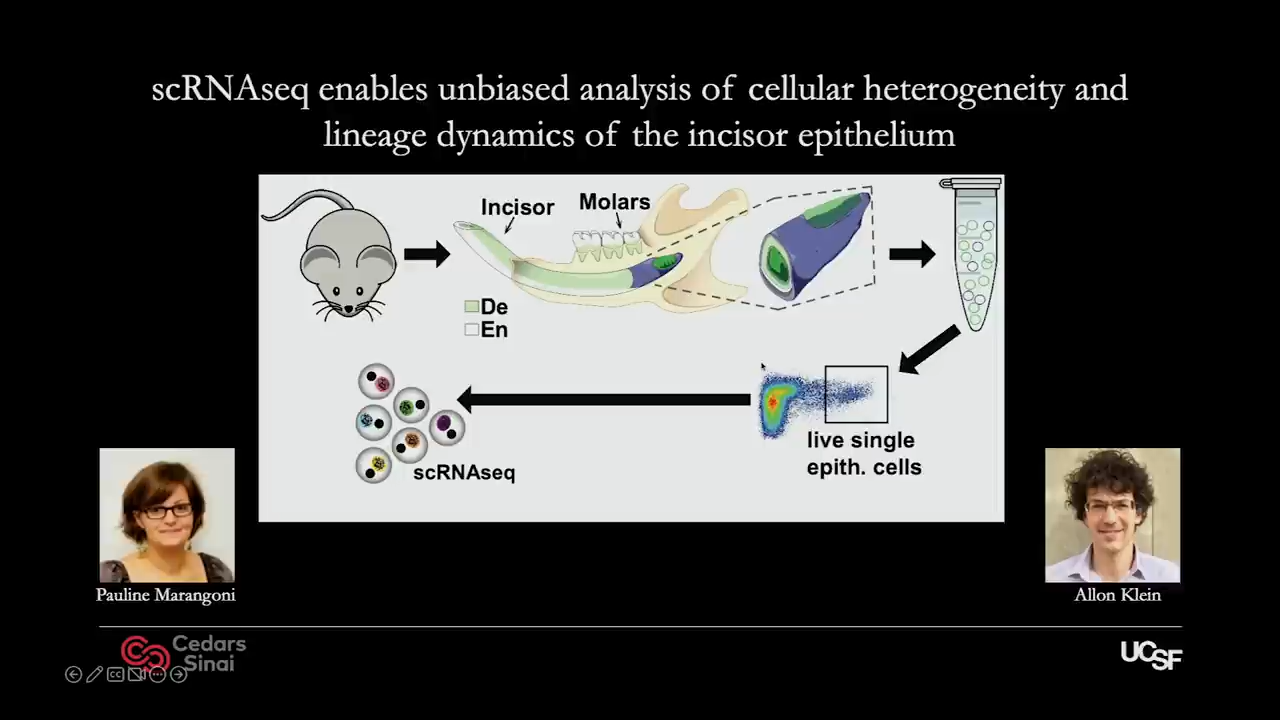 scRNAseq enables unbiased analysis of cellular heterogeneity and
lineage dynamics of the incisor epithelium
Incisor
Molars
De
En
live single
epith. cells
scRNAseq
Pauline Marangoni
Allon Klein
Cedars
Sinai
UCSF
CC